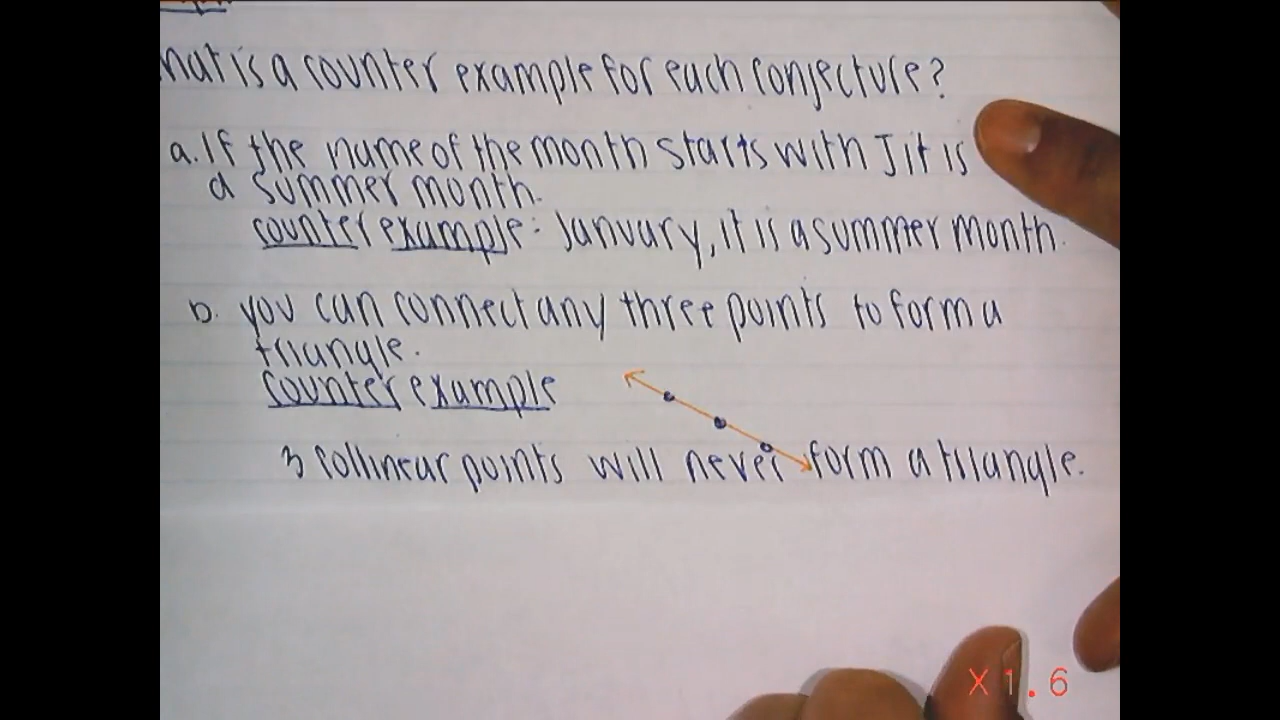 hat is a counter example for each conjecture?
a. If the name of the month starts with J it is
a summer month.
counter example: January, it is a summer month.
b. you can connect any three points to form a
triangle.
counter example
3 collinear points will never form a triangle.
X1.6